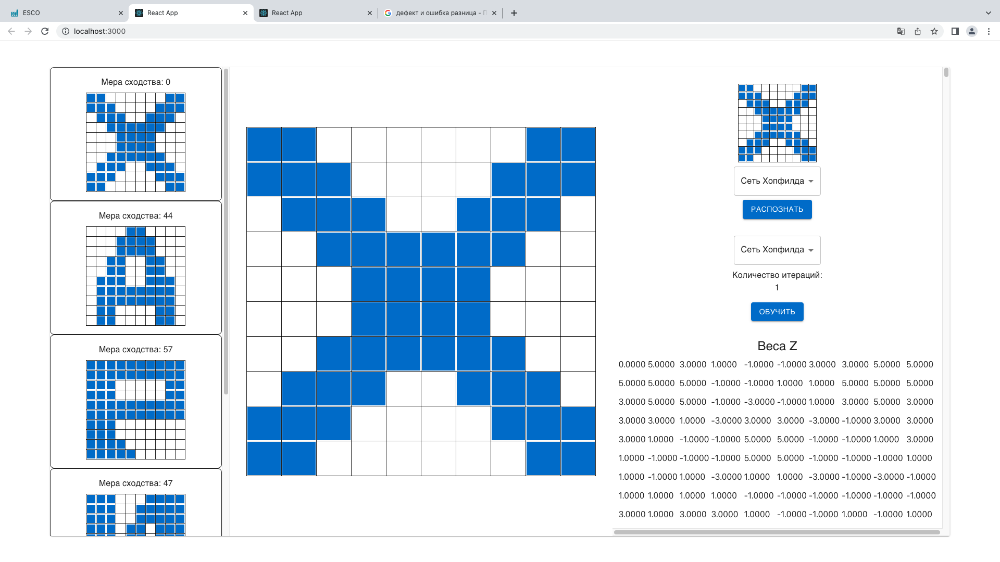 ESCO
React App
React App
дефект и ошибка разница - П
localhost:3000
Мера сходства: 0
Мера сходства: 44
Мера сходства: 57
Мера сходства: 47
Сеть Хопфилда
РАСПОЗНАТЬ
Сеть Хопфилда
Количество итераций:
1
ОБУЧИТЬ
Веса Z
0.0000 5.0000 3.0000 1.0000 -1.0000 -1.0000 3.0000 3.0000 5.0000 5.0000
5.0000 5.0000 5.0000 -1.0000 -1.0000 1.0000 1.0000 5.0000 5.0000 5.0000
3.0000 5.0000 5.0000 -1.0000 -3.0000 -1.0000 1.0000 3.0000 5.0000 3.0000
3.0000 3.0000 1.0000 -3.0000 3.0000 3.0000 -3.0000 -1.0000 3.0000 3.0000
3.0000 1.0000 -1.0000 -1.0000 5.0000 5.0000 -1.0000 -1.0000 1.0000 3.0000
1.0000 -1.0000 -1.0000 -1.0000 5.0000 5.0000 -1.0000 -1.0000 -1.0000 1.0000
1.0000 -1.0000 1.0000 -3.0000 1.0000 1.0000 -3.0000 -1.0000 -3.0000 -1.0000
1.0000 1.0000 1.0000 1.0000 -1.0000 -1.0000 -1.0000 -1.0000 -1.0000 -1.0000
3.0000 1.0000 3.0000 3.0000 1.0000 -1.0000 -1.0000 1.0000 -1.0000 1.0000